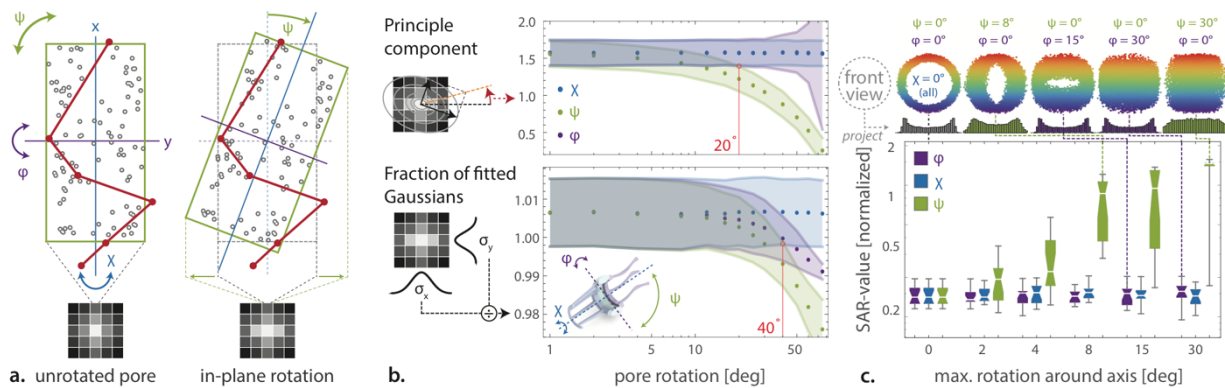 ψ
x
y
φ
χ
a. unrotated pore
ψ
in-plane rotation
b.
Principle
component
Fraction of fitted
Gaussians
σy
σx
÷
2.0
1.5
1.0
0.5
χ
ψ
φ
20°
1.01
1.00
0.99
0.98
φ
χ
ψ
40°
1
5
10
50
pore rotation [deg]
c.
ψ=0°
φ=0°
ψ=8°
φ=0°
ψ=0°
φ=15°
ψ=0°
φ=30°
ψ=30°
φ=0°
front
view
χ=0°
(all)
project
SAR-value [normalized]
2
1
0.5
0.2
φ
χ
ψ
0
2
4
8
15
30
max. rotation around axis [deg]